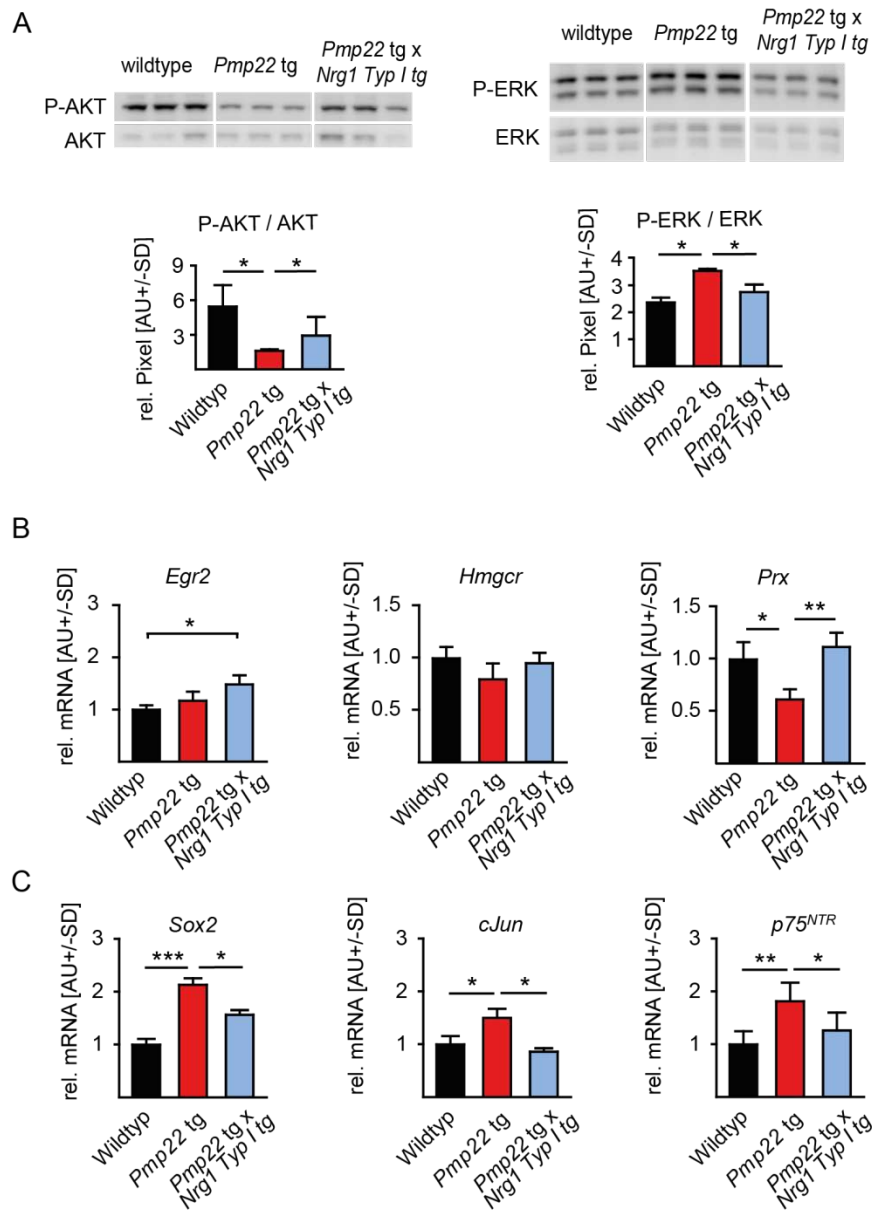 A
wildtype
Pmp22 tg
Pmp22 tg x
Nrg1 Typ I tg
P-AKT
AKT
wildtype
Pmp22 tg
Pmp22 tg x
Nrg1 Typ I tg
P-ERK
ERK
P-AKT / AKT
rel. Pixel [AU+/-SD]
9
6
3
*
*
Wildtyp
Pmp22 tg
Pmp22 tg x
Nrg1 Typ I tg
P-ERK / ERK
rel. Pixel [AU+/-SD]
4
3
2
1
*
*
Wildtyp
Pmp22 tg
Pmp22 tg x
Nrg1 Typ I tg
B
Egr2
rel. mRNA [AU+/-SD]
3
2
1
*
Wildtyp
Pmp22 tg
Pmp22 tg x
Nrg1 Typ I tg
Hmgcr
rel. mRNA [AU+/-SD]
1.5
1.0
0.5
Wildtyp
Pmp22 tg
Pmp22 tg x
Nrg1 Typ I tg
Prx
rel. mRNA [AU+/-SD]
1.5
1.0
0.5
*
**
Wildtyp
Pmp22 tg
Pmp22 tg x
Nrg1 Typ I tg
C
Sox2
rel. mRNA [AU+/-SD]
3
2
1
***
*
Wildtyp
Pmp22 tg
Pmp22 tg x
Nrg1 Typ I tg
cJun
rel. mRNA [AU+/-SD]
3
2
1
*
*
Wildtyp
Pmp22 tg
Pmp22 tg x
Nrg1 Typ I tg
p75NTR
rel. mRNA [AU+/-SD]
3
2
1
**
*
Wildtyp
Pmp22 tg
Pmp22 tg x
Nrg1 Typ I tg